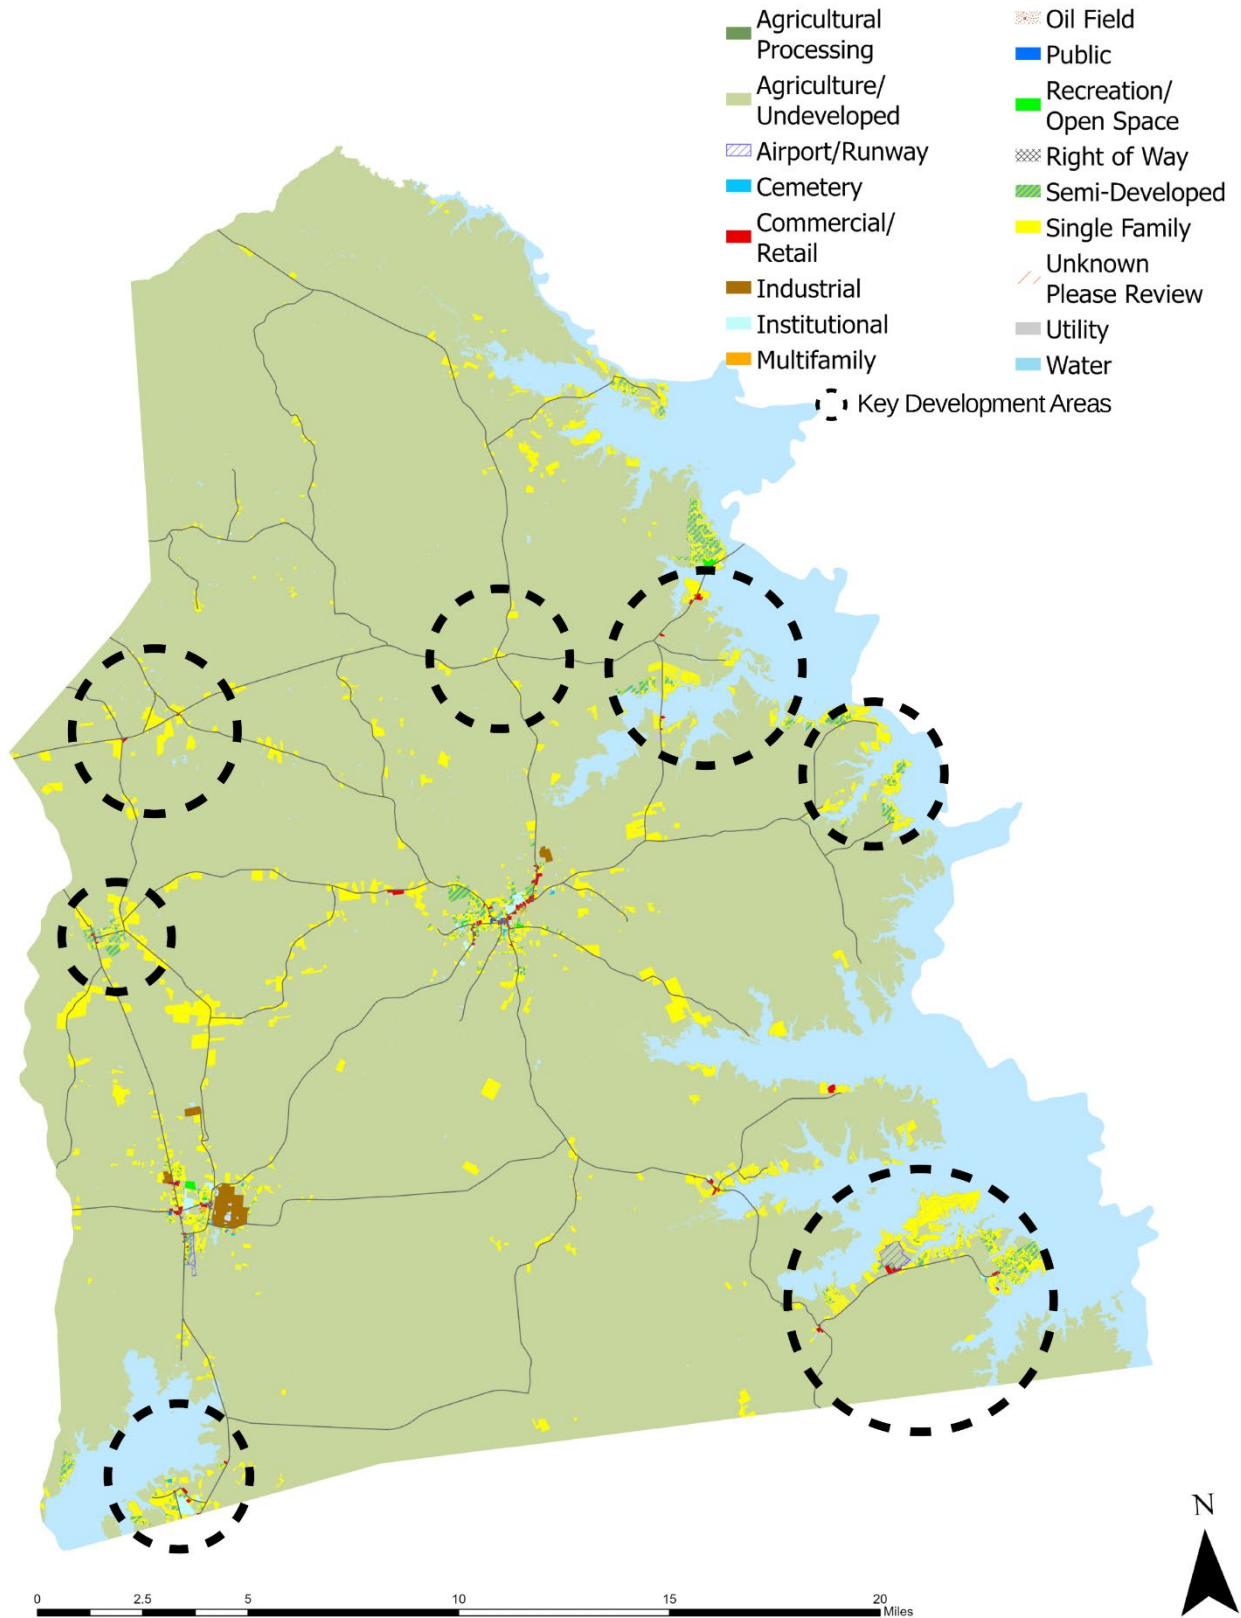 Agricultural
Processing
Agriculture/
Undeveloped
Airport/Runway
Cemetery
Commercial/
Retail
Industrial
Institutional
Multifamily
Oil Field
Public
Recreation/
Open Space
Right of Way
Semi-Developed
Single Family
Unknown
Please Review
Utility
Water
Key Development Areas
N
0 2.5 5 10 15 20
Miles